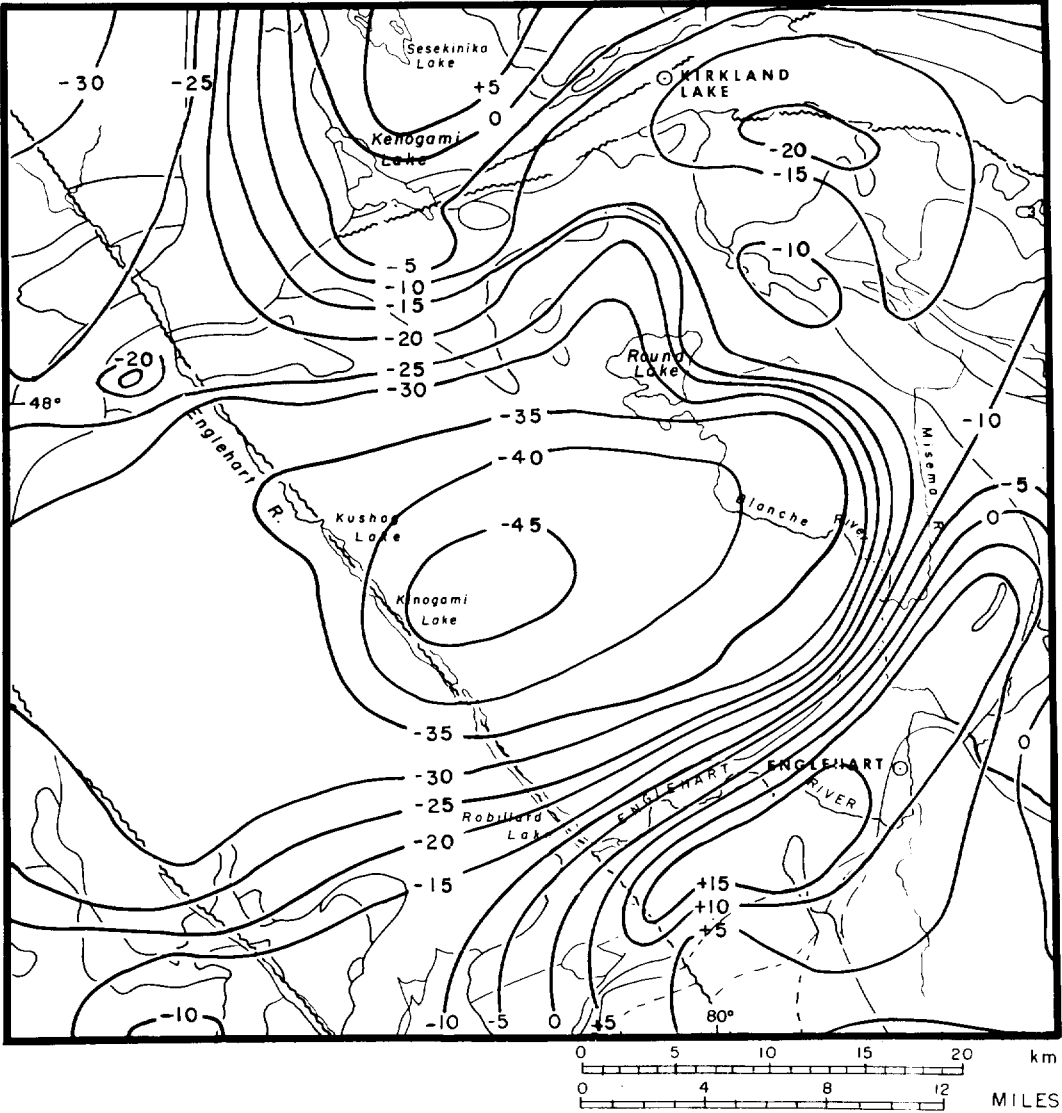 Sesekinika
Lake
-30
-25
+5
0
KIRKLAND
LAKE
Kenogami
Lake
-20
-15
-5
-10
-15
-20
-10
-25
-30
-20
Round
Lake
48°
-35
-10
Englehart
R.
-40
Misema
R
-5
0
Kushog
Lake
-45
Blanche
River
Kinogami
Lake
-35
0
-30
ENGLEHART
ENGLEHART
RIVER
-25
Robillard
Lake
-20
-15
+15
+10
+5
-10
-10
-5
0
+5
80°
0 5 10 15 20 km
0 4 8 12
MILES